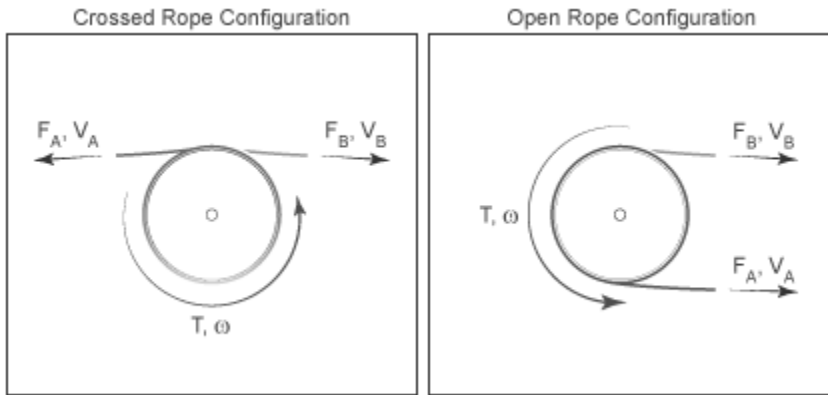 Crossed Rope Configuration
Open Rope Configuration
F_A, V_A
F_B, V_B
T, ω
F_B, V_B
T, ω
F_A, V_A